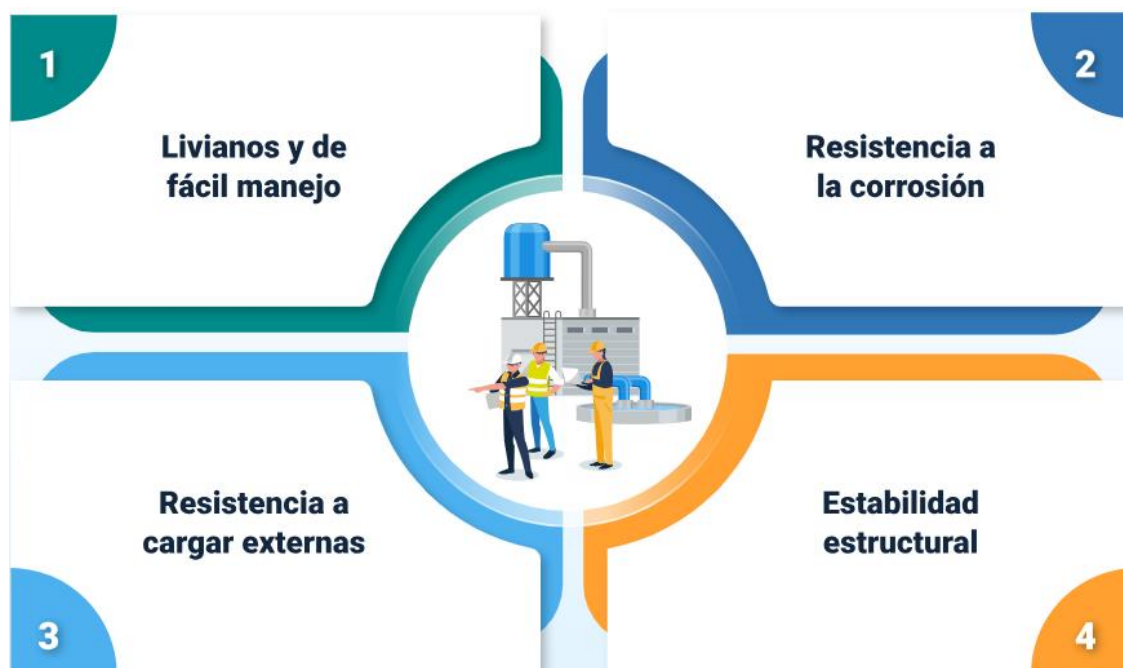 1
Livianos y de
fácil manejo
2
Resistencia a
la corrosión
3
Resistencia a
cargar externas
4
Estabilidad
estructural